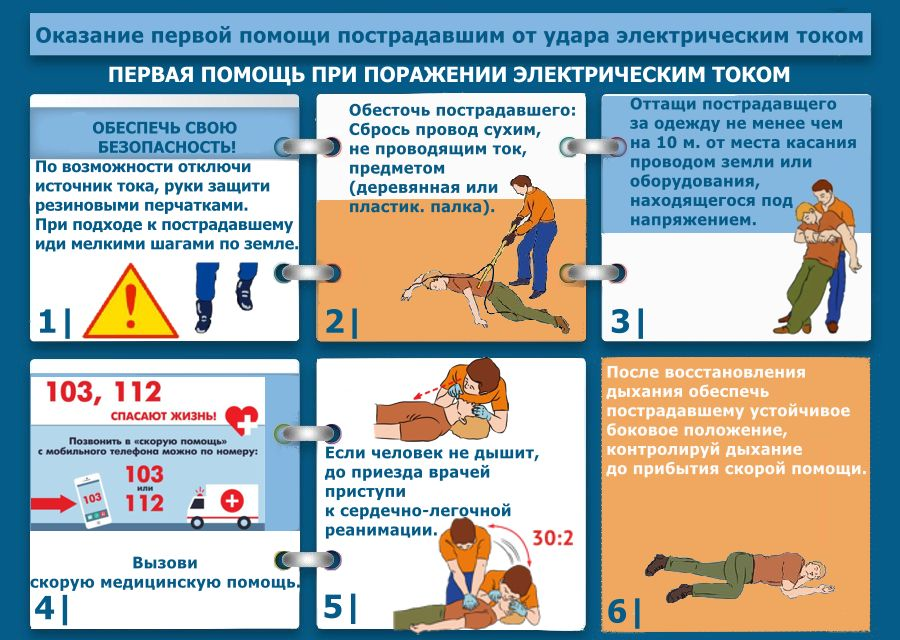 Оказание первой помощи пострадавшим от удара электрическим током
ПЕРВАЯ ПОМОЩЬ ПРИ ПОРАЖЕНИИ ЭЛЕКТРИЧЕСКИМ ТОКОМ
ОБЕСПЕЧЬ СВОЮ
БЕЗОПАСНОСТЬ!
По возможности отключи
источник тока, руки защити
резиновыми перчатками.
При подходе к пострадавшему
иди мелкими шагами по земле.
!
1|
Обесточь пострадавшего:
Сбрось провод сухим,
не проводящим ток,
предметом
(деревянная или
пластик. палка).
2|
Оттащи пострадавщего
за одежду не менее чем
на 10 м. от места касания
проводом земли или
оборудования,
находящегося под
напряжением.
3|
103, 112
СПАСАЮТ ЖИЗНЬ!
Позвонить в «скорую помощь»
с мобильного телефона можно по номеру:
103
103
или
112
Вызови
скорую медицинскую помощь.
4|
Если человек не дышит,
до приезда врачей
приступи
к сердечно-легочной
реанимации.
30:2
5|
После восстановления
дыхания обеспечь
пострадавшему устойчивое
боковое положение,
контролируй дыхание
до прибытия скорой помощи.
6|